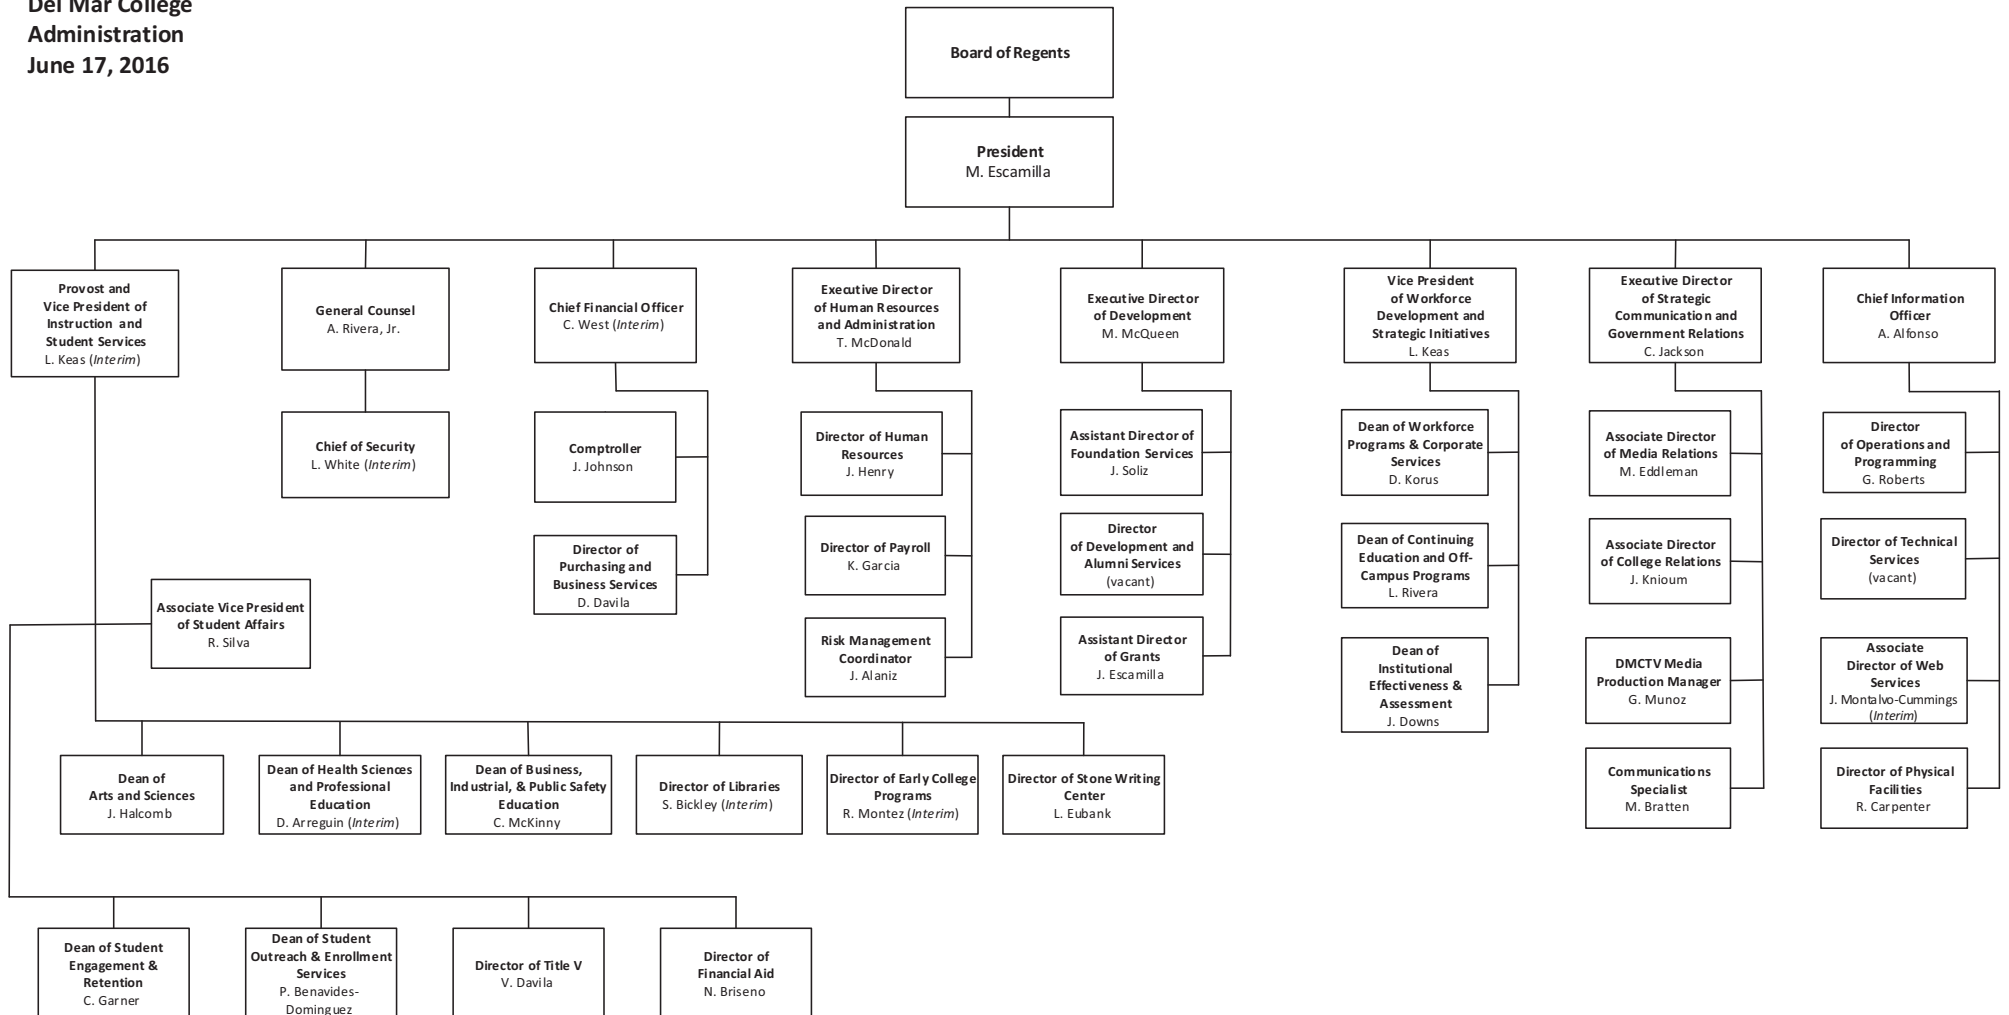 Del Mar College
Administration
June 17, 2016
Board of Regents
President
M. Escamilla
Provost and
Vice President of
Instruction and
Student Services
L. Keas (Interim)
General Counsel
A. Rivera, Jr.
Chief Financial Officer
C. West (Interim)
Executive Director
of Human Resources
and Administration
T. McDonald
Executive Director
of Development
M. McQueen
Vice President
of Workforce
Development and
Strategic Initiatives
L. Keas
Executive Director
of Strategic
Communication and
Government Relations
C. Jackson
Chief Information
Officer
A. Alfonso
Chief of Security
L. White (Interim)
Comptroller
J. Johnson
Director of Human
Resources
J. Henry
Assistant Director of
Foundation Services
J. Soliz
Dean of Workforce
Programs & Corporate
Services
D. Korus
Associate Director
of Media Relations
M. Eddleman
Director
of Operations and
Programming
G. Roberts
Director of
Purchasing and
Business Services
D. Davila
Director of Payroll
K. Garcia
Director
of Development and
Alumni Services
(vacant)
Dean of Continuing
Education and Off-
Campus Programs
L. Rivera
Associate Director
of College Relations
J. Knioum
Director of Technical
Services
(vacant)
Associate Vice President
of Student Affairs
R. Silva
Risk Management
Coordinator
J. Alaniz
Assistant Director
of Grants
J. Escamilla
Dean of
Institutional
Effectiveness &
Assessment
J. Downs
DMCTV Media
Production Manager
G. Munoz
Associate
Director of Web
Services
J. Montalvo-Cummings
(Interim)
Dean of
Arts and Sciences
J. Halcomb
Dean of Health Sciences
and Professional
Education
D. Arreguin (Interim)
Dean of Business,
Industrial, & Public Safety
Education
C. McKinny
Director of Libraries
S. Bickley (Interim)
Director of Early College
Programs
R. Montez (Interim)
Director of Stone Writing
Center
L. Eubank
Communications
Specialist
M. Bratten
Director of Physical
Facilities
R. Carpenter
Dean of Student
Engagement &
Retention
C. Garner
Dean of Student
Outreach & Enrollment
Services
P. Benavides-
Dominguez
Director of Title V
V. Davila
Director of
Financial Aid
N. Briseno